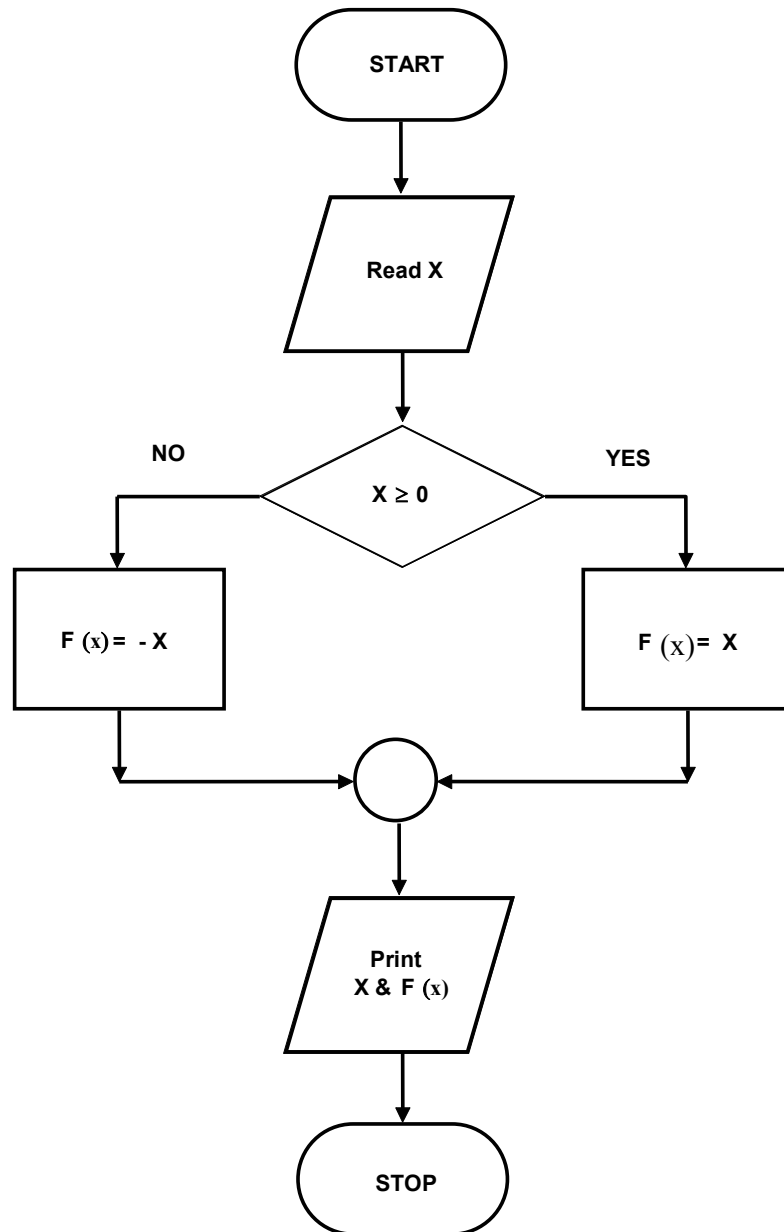 START
Read X
NO
YES
X ≥ 0
F (x) = - X
F (x) = X
Print
X & F (x)
STOP